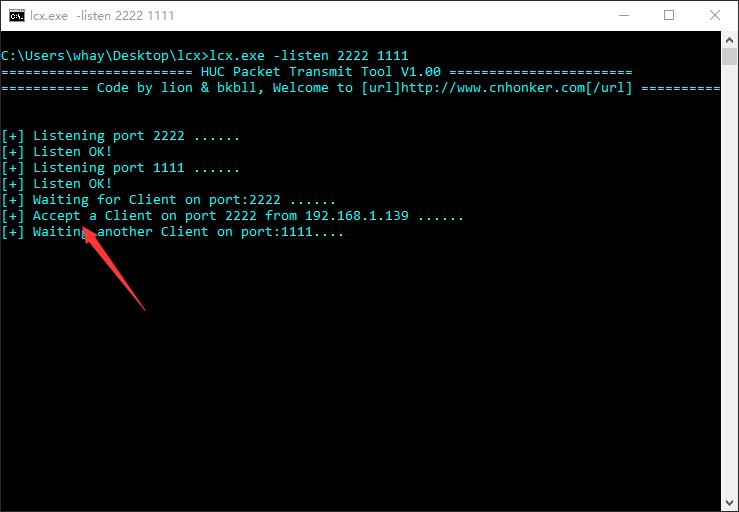 lcx.exe -listen 2222 1111
C:\Users\whay\Desktop\lcx>lcx.exe -listen 2222 1111
======================== HUC Packet Transmit Tool V1.00 =======================
=========== Code by lion & bkbll, Welcome to [url]http://www.cnhonker.com[/url] ==========
[+] Listening port 2222 ......
[+] Listen OK!
[+] Listening port 1111 ......
[+] Listen OK!
[+] Waiting for Client on port:2222 ......
[+] Accept a Client on port 2222 from 192.168.1.139 ......
[+] Waiting another Client on port:1111....